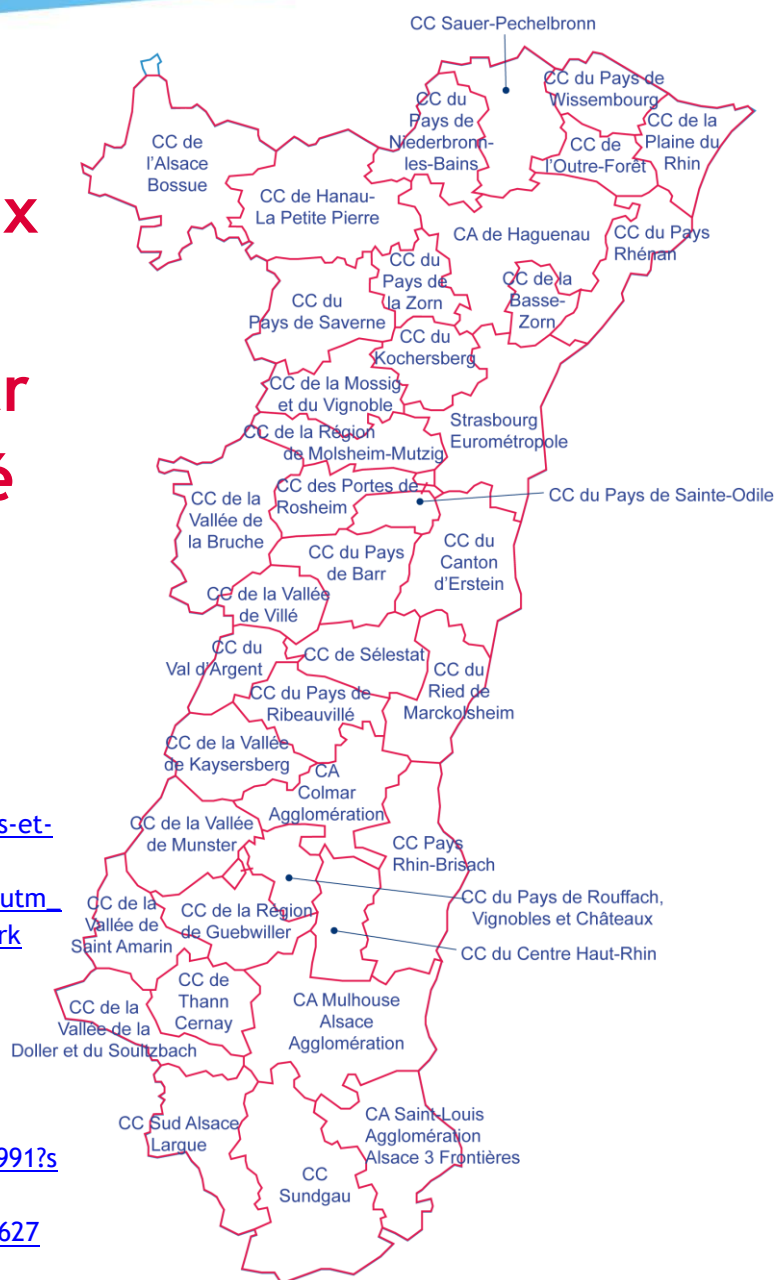 CC Sauer-Pechelbronn
CC du Pays de
Wissembourg
CC du
Pays de
Niederbronn-
les-Bains
CC de la
Plaine du
Rhin
CC de
l'Outre-Forêt
CC de
l'Alsace
Bossue
CC de Hanau-
La Petite Pierre
x
CA de Haguenau
CC du Pays
Rhénan
CC du
Pays de
la Zorn
CC de la
Basse-
Zorn
CC du
Pays de Saverne
CC du
Kochersberg
r
CC de la Mossig
et du Vignoble
Strasbourg
Eurométropole
CC de la Région
de Molsheim-Mutzig
é
CC des Portes de
Rosheim
CC du Pays de Sainte-Odile
CC de la
Vallée de
la Bruche
CC du Pays
de Barr
CC du
Canton
d'Erstein
CC de la Vallée
de Villé
CC du
Val d'Argent
CC de Sélestat
CC du
Ried de
Marckolsheim
CC du Pays de
Ribeauvillé
CC de la Vallée
de Kaysersberg
CA
Colmar
Agglomération
s-et-
CC de la Vallée
de Munster
CC Pays
Rhin-Brisach
utm_
rk
CC de la
Vallée de
Saint Amarin
CC de la Région
de Guebwiller
CC du Pays de Rouffach,
Vignobles et Châteaux
CC du Centre Haut-Rhin
CC de
Thann
Cernay
CA Mulhouse
Alsace
Agglomération
CC de la
Vallée de la
Doller et du Soultzbach
CC Sud Alsace
Largue
CA Saint-Louis
Agglomération
Alsace 3 Frontières
991?s
CC
Sundgau
627